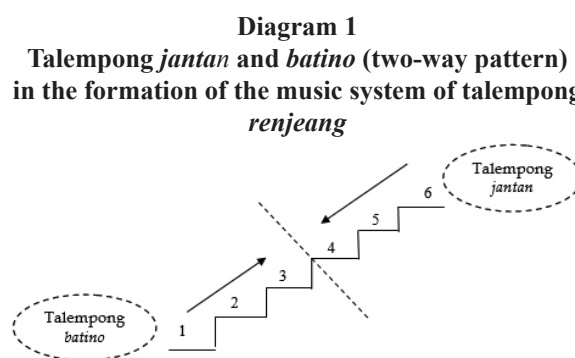 Diagram 1
Talempong jantan and batino (two-way pattern)
in the formation of the music system of talempong
renjeang
Talempong
jantan
6
5
4
3
2
1
Talempong
batino